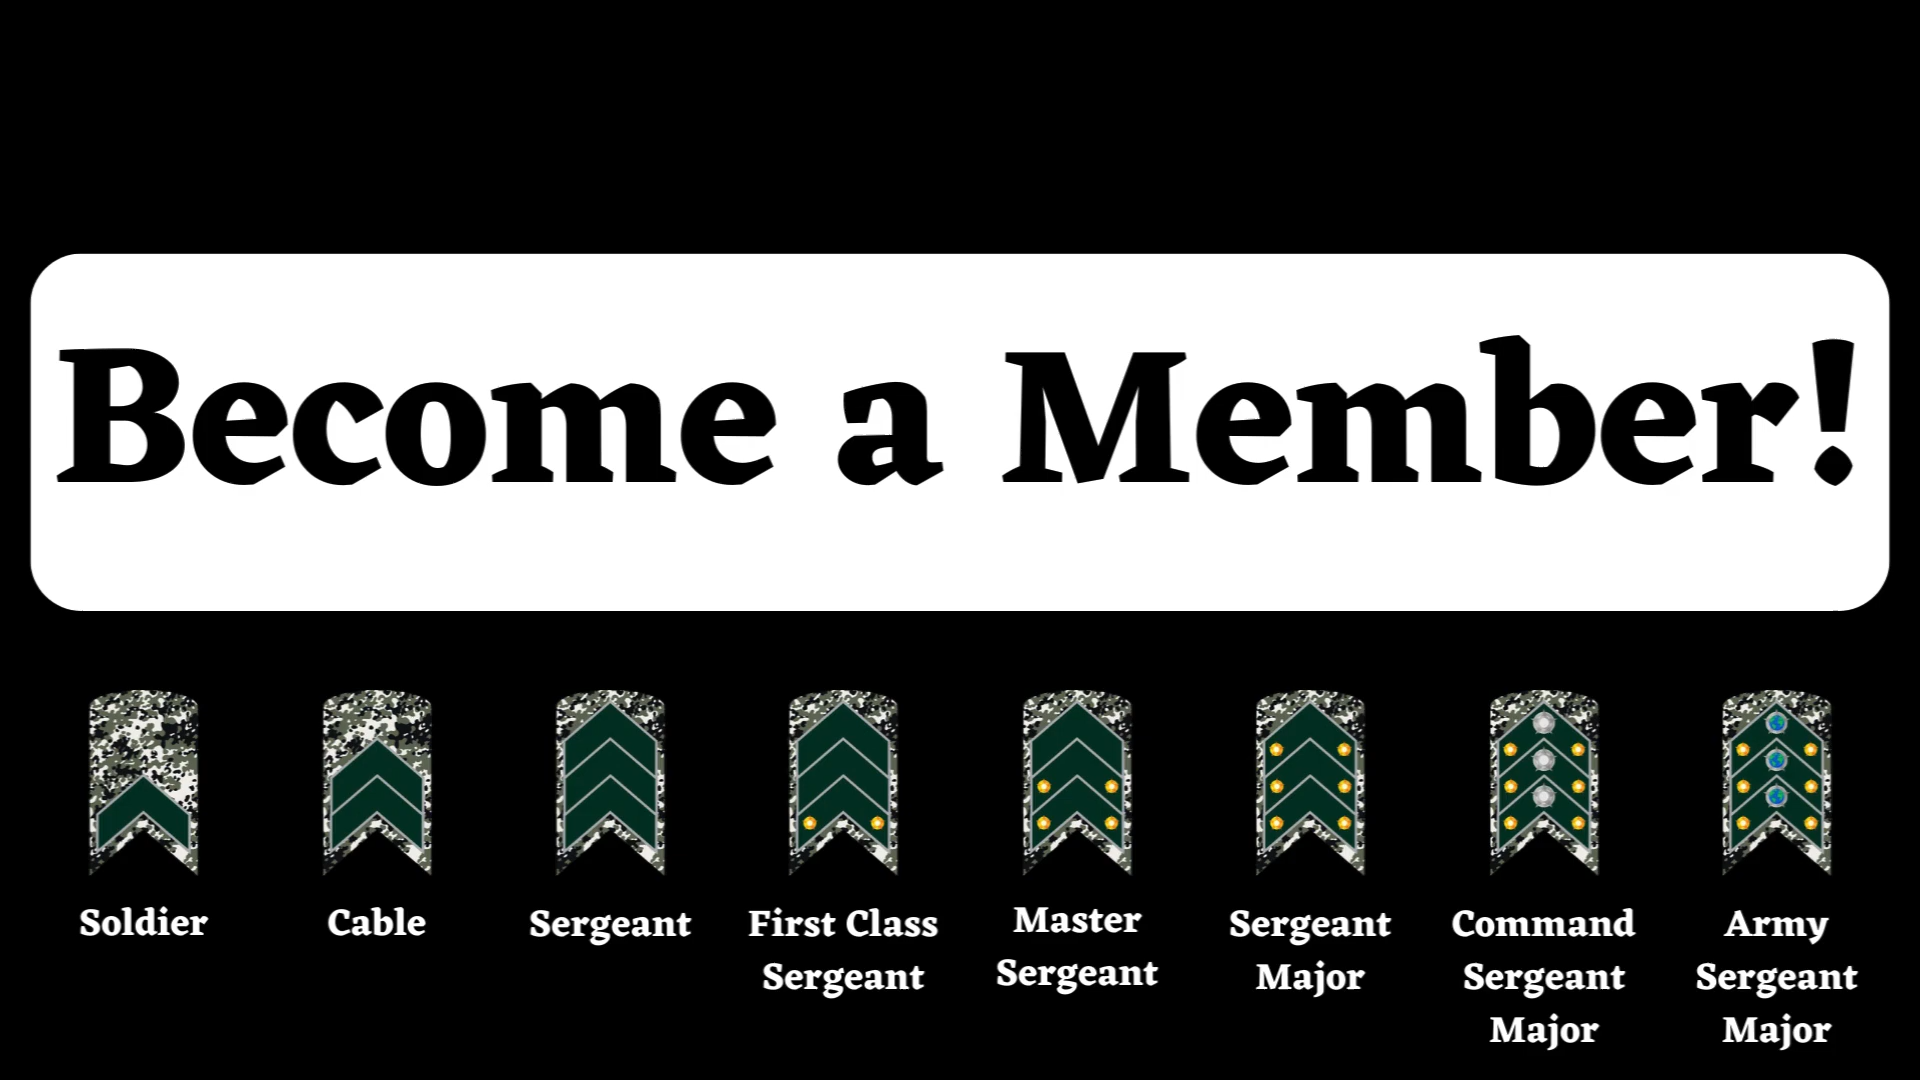 Become a Member!
Soldier
Cable
Sergeant
First Class
Sergeant
Master
Sergeant
Sergeant
Major
Command
Sergeant
Major
Army
Sergeant
Major